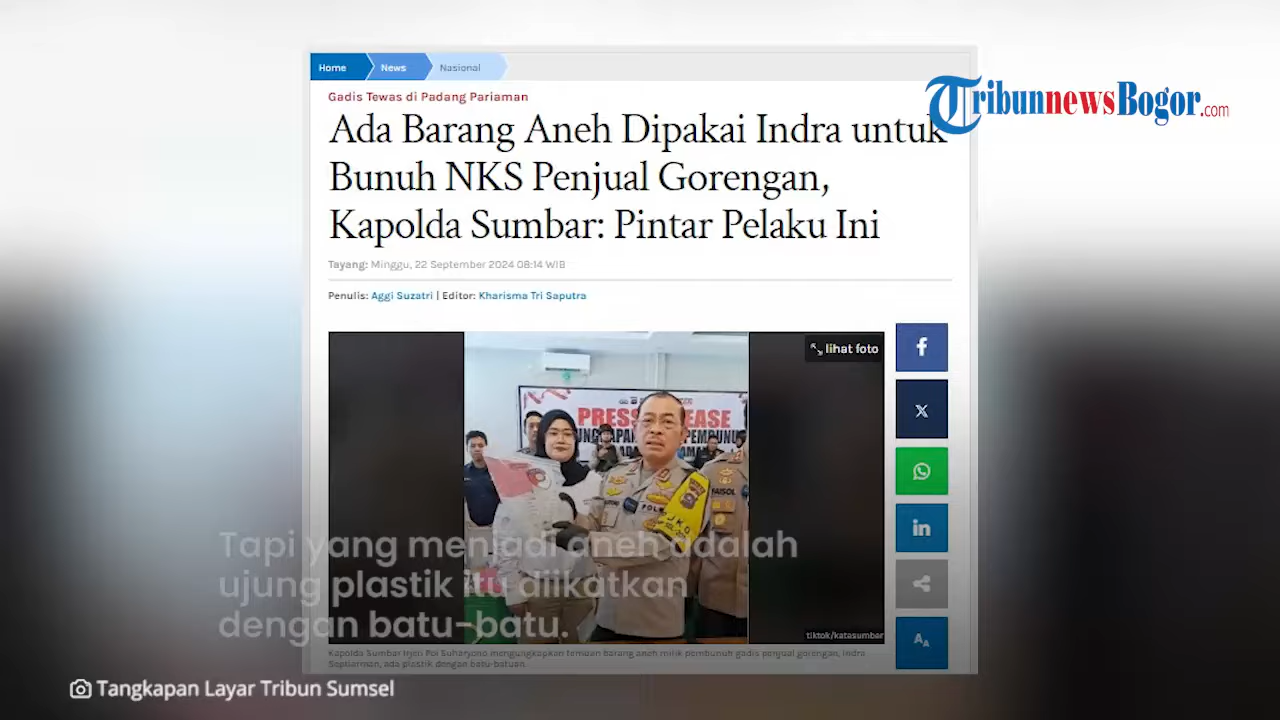 Home News Nasional
TribunnewsBogor.com
Gadis Tewas di Padang Pariaman
Ada Barang Aneh Dipakai Indra untuk
Bunuh NKS Penjual Gorengan,
Kapolda Sumbar: Pintar Pelaku Ini
Tayang: Minggu, 22 September 2024 08:14 WIB
Penulis: Aggi Suzatri | Editor: Kharisma Tri Saputra
lihat foto
tiktok/katasumbar
Tapi yang menjadi aneh adalah
ujung plastik itu diikatkan
dengan batu-batu.
Kapolda Sumbar Irjen Pol Suharyono mengungkapkan temuan barang aneh milik pembunuh gadis penjual gorengan, Indra
Septiarman, ada plastik dengan batu-batuan.
Tangkapan Layar Tribun Sumsel